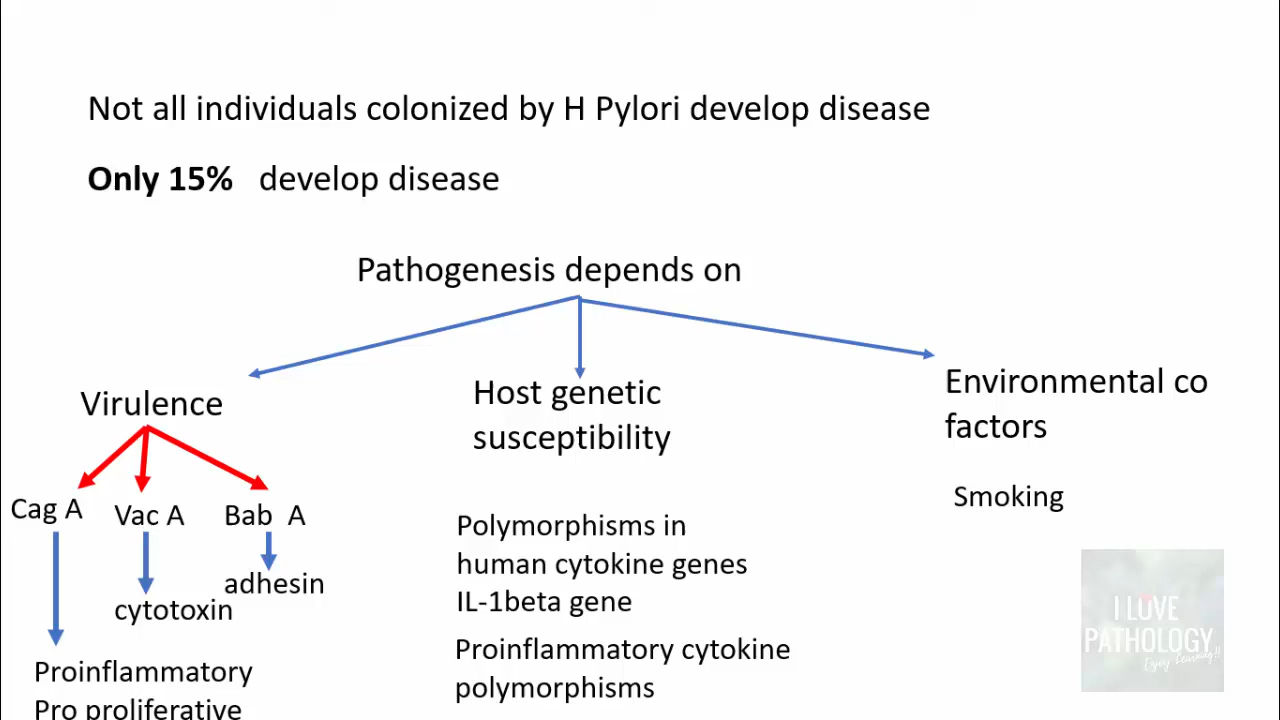 Not all individuals colonized by H Pylori develop disease
Only 15% develop disease
Pathogenesis depends on
Virulence
Cag A
Vac A
Bab A
adhesin
cytotoxin
Proinflammatory
Pro proliferative
Host genetic
susceptibility
Polymorphisms in
human cytokine genes
IL-1beta gene
Proinflammatory cytokine
polymorphisms
Environmental co
factors
Smoking
I LOVE
PATHOLOGY
Enjoy Learning!!